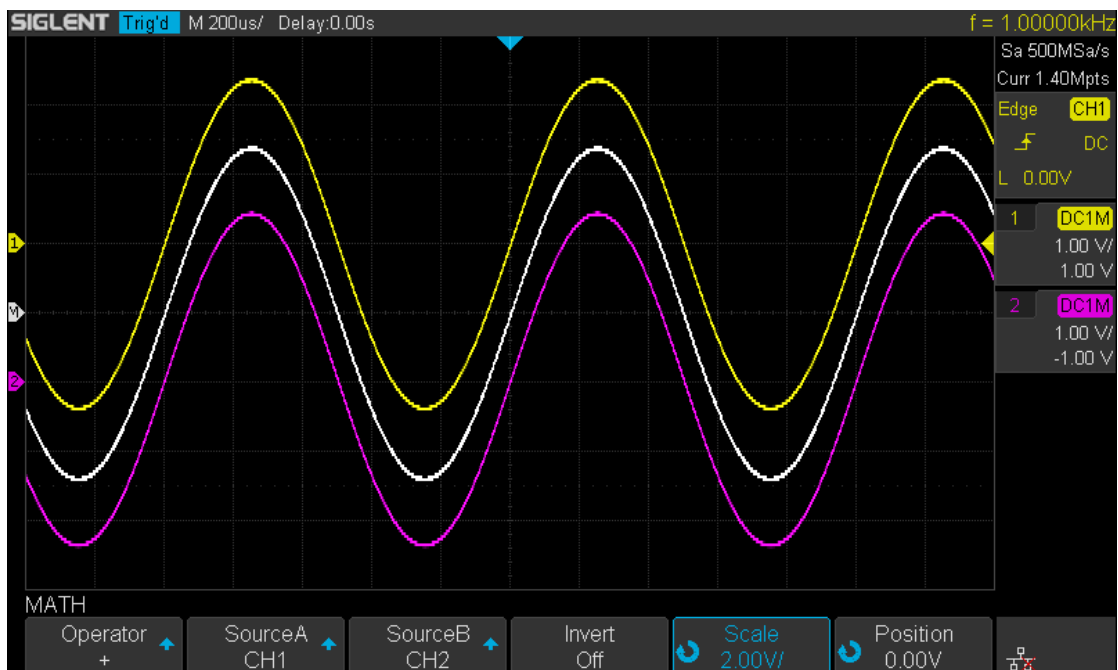 SIGLENT Trig'd M 200us/ Delay:0.00s f = 1.00000kHz
Sa 500MSa/s
Curr 1.40Mpts
Edge CH1
DC
L 0.00V
1 DC1M
1.00 V/
1.00 V
2 DC1M
1.00 V/
-1.00 V
1
M
2
MATH
Operator SourceA SourceB Invert Scale Position
+ CH1 CH2 Off 2.00V/ 0.00V